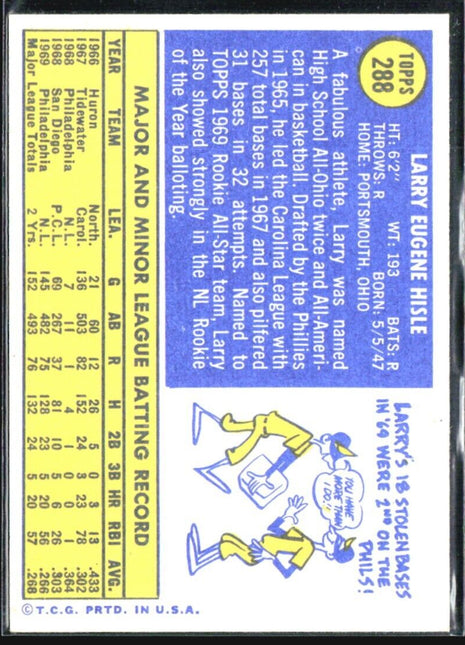 TOPPS
288
LARRY EUGENE HISLE
HT: 6'2" WT: 193 BATS: R
THROWS: R BORN: 5/5/47
HOME: PORTSMOUTH, OHIO
A fabulous athlete, Larry was named
High School All-Ohio twice and All-Ameri-
can in basketball. Drafted by the Phillies
in 1965, he led the Carolina League with
257 total bases in 1967 and also pilfered
31 bases in 32 attempts. Named to
TOPPS 1969 Rookie All-Star team, Larry
also showed strongly in the NL Rookie
of the Year balloting.
LARRY'S 18 STOLEN BASES
IN '69 WERE 2ND ON THE
PHILS!
YOU HAVE
MORE THAN
I DO!!
MAJOR AND MINOR LEAGUE BATTING RECORD
YEAR TEAM LEA. G AB R H 2B 3B HR RBI AVG.
1966 Huron North. 21 60 12 26 5 0 3 13 .433
1967 Tidewater Carol. 136 503 82 152 24 3 23 78 .302
1968 Philadelphia N.L. 7 11 1 4 1 0 0 1 .364
1968 San Diego P.C.L. 69 267 37 81 10 1 6 26 .303
1969 Philadelphia N.L. 145 482 75 128 23 5 20 56 .266
Major League Totals 2 Yrs. 152 493 76 132 24 5 20 57 .268
© T.C.G. PRTD. IN U.S.A.